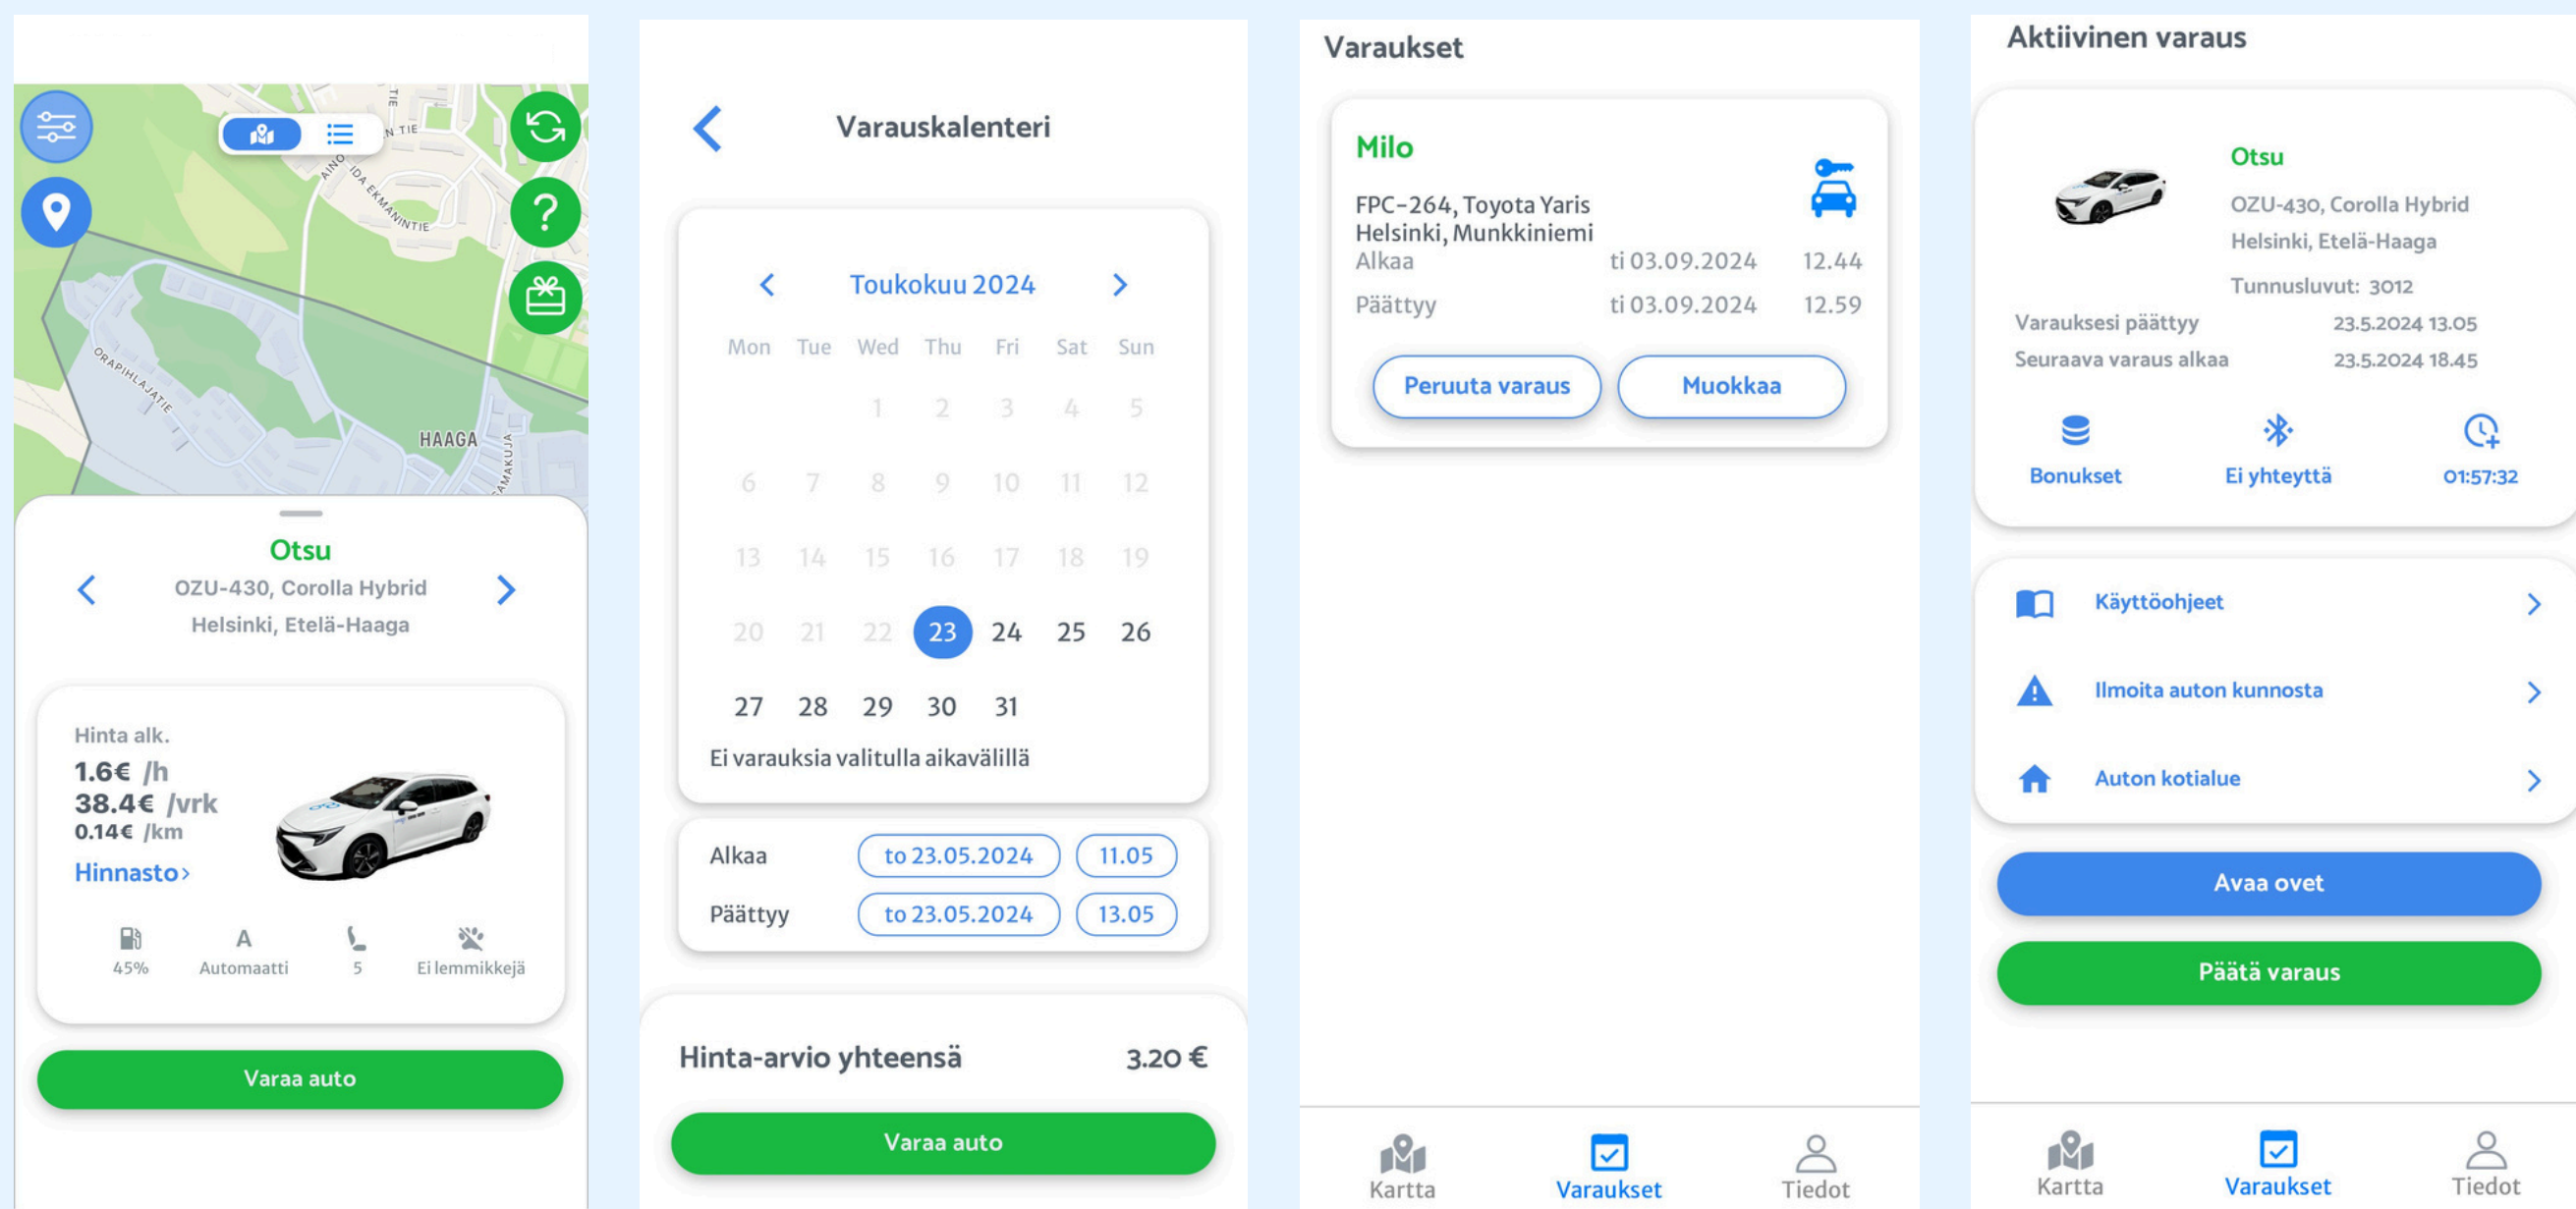 TIE
N TIE
AINO
IDA EKMANINTIE
ORAPIHLAJATIE
HAAGA
SAMAKUJA
Otsu
OZU-430, Corolla Hybrid
Helsinki, Etelä-Haaga
Hinta alk.
1.6€ /h
38.4€ /vrk
0.14€ /km
Hinnasto>
45% Automaatti 5 Ei lemmikkejä
A
Varaa auto
Varauskalenteri
Toukokuu 2024
Mon Tue Wed Thu Fri Sat Sun
1 2 3 4 5
6 7 8 9 10 11 12
13 14 15 16 17 18 19
20 21 22 23 24 25 26
27 28 29 30 31
Ei varauksia valitulla aikavälillä
Alkaa to 23.05.2024 11.05
Päättyy to 23.05.2024 13.05
Hinta-arvio yhteensä 3.20 €
Varaa auto
Varaukset
Milo
FPC-264, Toyota Yaris
Helsinki, Munkkiniemi
Alkaa ti 03.09.2024 12.44
Päättyy ti 03.09.2024 12.59
Peruuta varaus Muokkaa
Kartta Varaukset Tiedot
Aktiivinen varaus
Otsu
OZU-430, Corolla Hybrid
Helsinki, Etelä-Haaga
Tunnusluvut: 3012
Varauksesi päättyy 23.5.2024 13.05
Seuraava varaus alkaa 23.5.2024 18.45
Bonukset Ei yhteyttä 01:57:32
Käyttöohjeet
Ilmoita auton kunnosta
Auton kotialue
Avaa ovet
Päätä varaus
Kartta Varaukset Tiedot